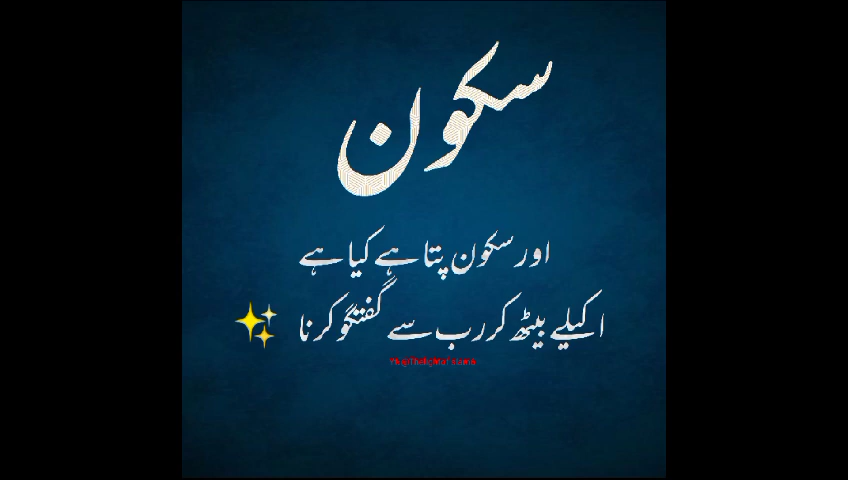 سکون
اور سکون پتا ہے کیا ہے
اکیلے بیٹھ کر رب سے گفتگو کرنا ✨